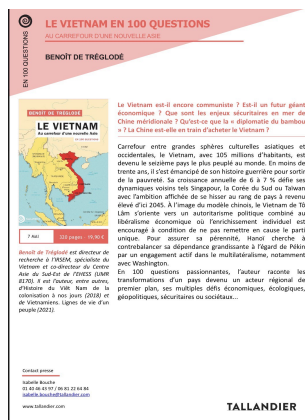 EN 100 QUESTIONS
LE VIETNAM EN 100 QUESTIONS
AU CARREFOUR D'UNE NOUVELLE ASIE
BENOÎT DE TRÉGLODÉ
BENOÎT DE TRÉGLODÉ
LE VIETNAM
Au carrefour d'une nouvelle Asie
EN 100 QUESTIONS
TALLANDIER
7 mai
320 pages - 19,90 €
Benoît de Tréglodé est directeur de
recherche de l'IRSEM, spécialiste du
Vietnam et co-directeur du Centre
Asie du Sud-Est de l'EHESS (UMR
8170). Il est l'auteur, entre autres,
d'Histoire du Viêt Nam de la
colonisation à nos jours (2018) et
de Vietnamiens. Lignes de vie d'un
peuple (2021).
Le Vietnam est-il encore communiste ? Est-il un futur géant
économique ? Que sont les enjeux sécuritaires en mer de
Chine méridionale ? Qu'est-ce que la « diplomatie du bambou
» ? La Chine est-elle en train d'acheter le Vietnam ?
Carrefour entre grandes sphères culturelles asiatiques et
occidentales, le Vietnam, avec 105 millions d'habitants, est
devenu le seizième pays le plus peuplé au monde. En moins de
trente ans, il s'est émancipé de son histoire guerrière pour sortir
de la pauvreté. Sa croissance annuelle de 6 à 7 % défie ses
dynamiques voisins tels Singapour, la Corée du Sud ou Taiwan
avec l'ambition affichée de se hisser au rang de pays à revenu
élevé d'ici 2045. À l'image du modèle chinois, le Vietnam de Tô
Lâm s'oriente vers un autoritarisme politique combiné au
libéralisme économique où l'enrichissement individuel est
encouragé à condition de ne pas remettre en cause le parti
unique. Pour assurer sa pérennité, Hanoï cherche à
contrebalancer sa dépendance grandissante à l'égard de Pékin
par un engagement actif dans le multilatéralisme, notamment
avec Washington.
En 100 questions passionnantes, l'auteur raconte les
transformations d'un pays devenu un acteur régional de
premier plan, ses multiples défis économiques, écologiques,
géopolitiques, sécuritaires ou sociétaux...
Contact presse
Isabelle Bouche
01 40 46 43 97 / 06 81 22 64 84
isabelle.bouche@tallandier.com
www.tallandier.com
TALLANDIER